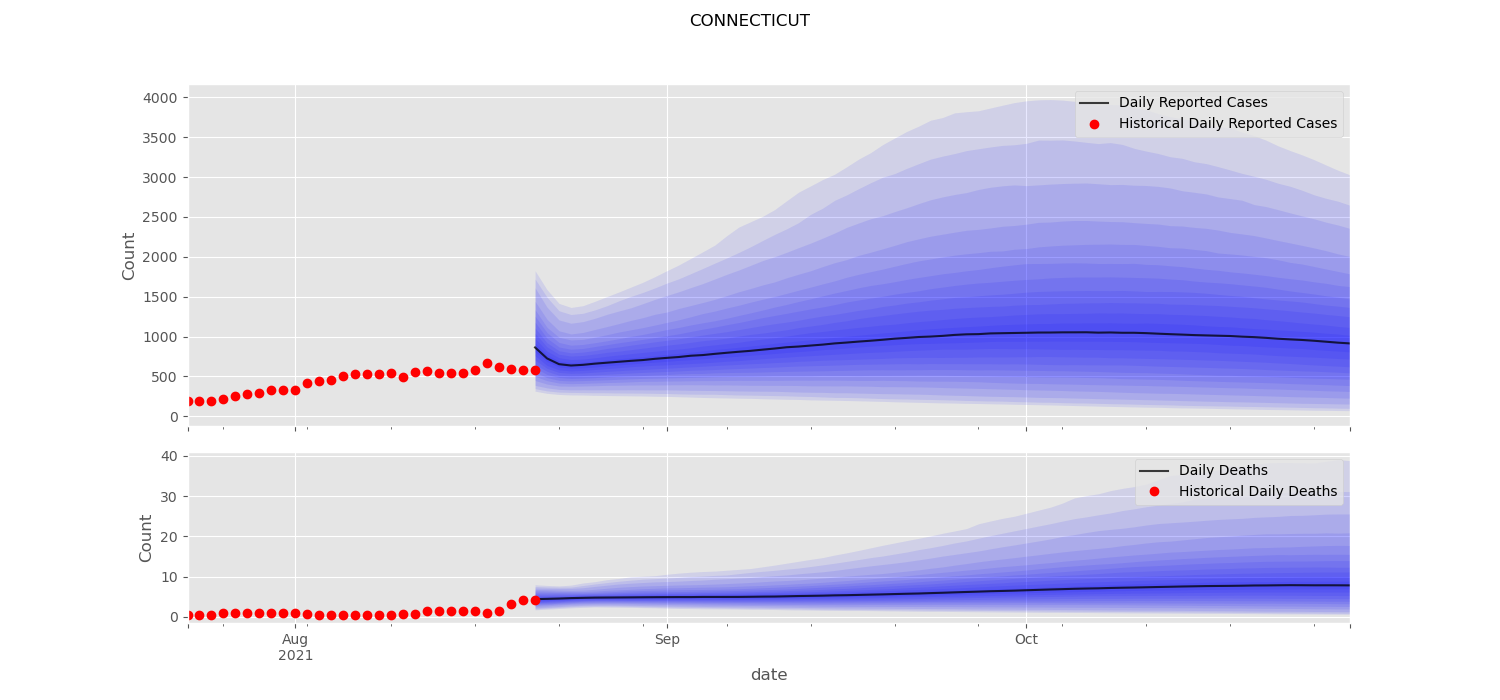 CONNECTICUT
4000
3500
3000
2500
2000
1500
1000
500
0
Count
Daily Reported Cases
Historical Daily Reported Cases
40
30
20
10
0
Count
Daily Deaths
Historical Daily Deaths
Aug
2021
Sep
Oct
date